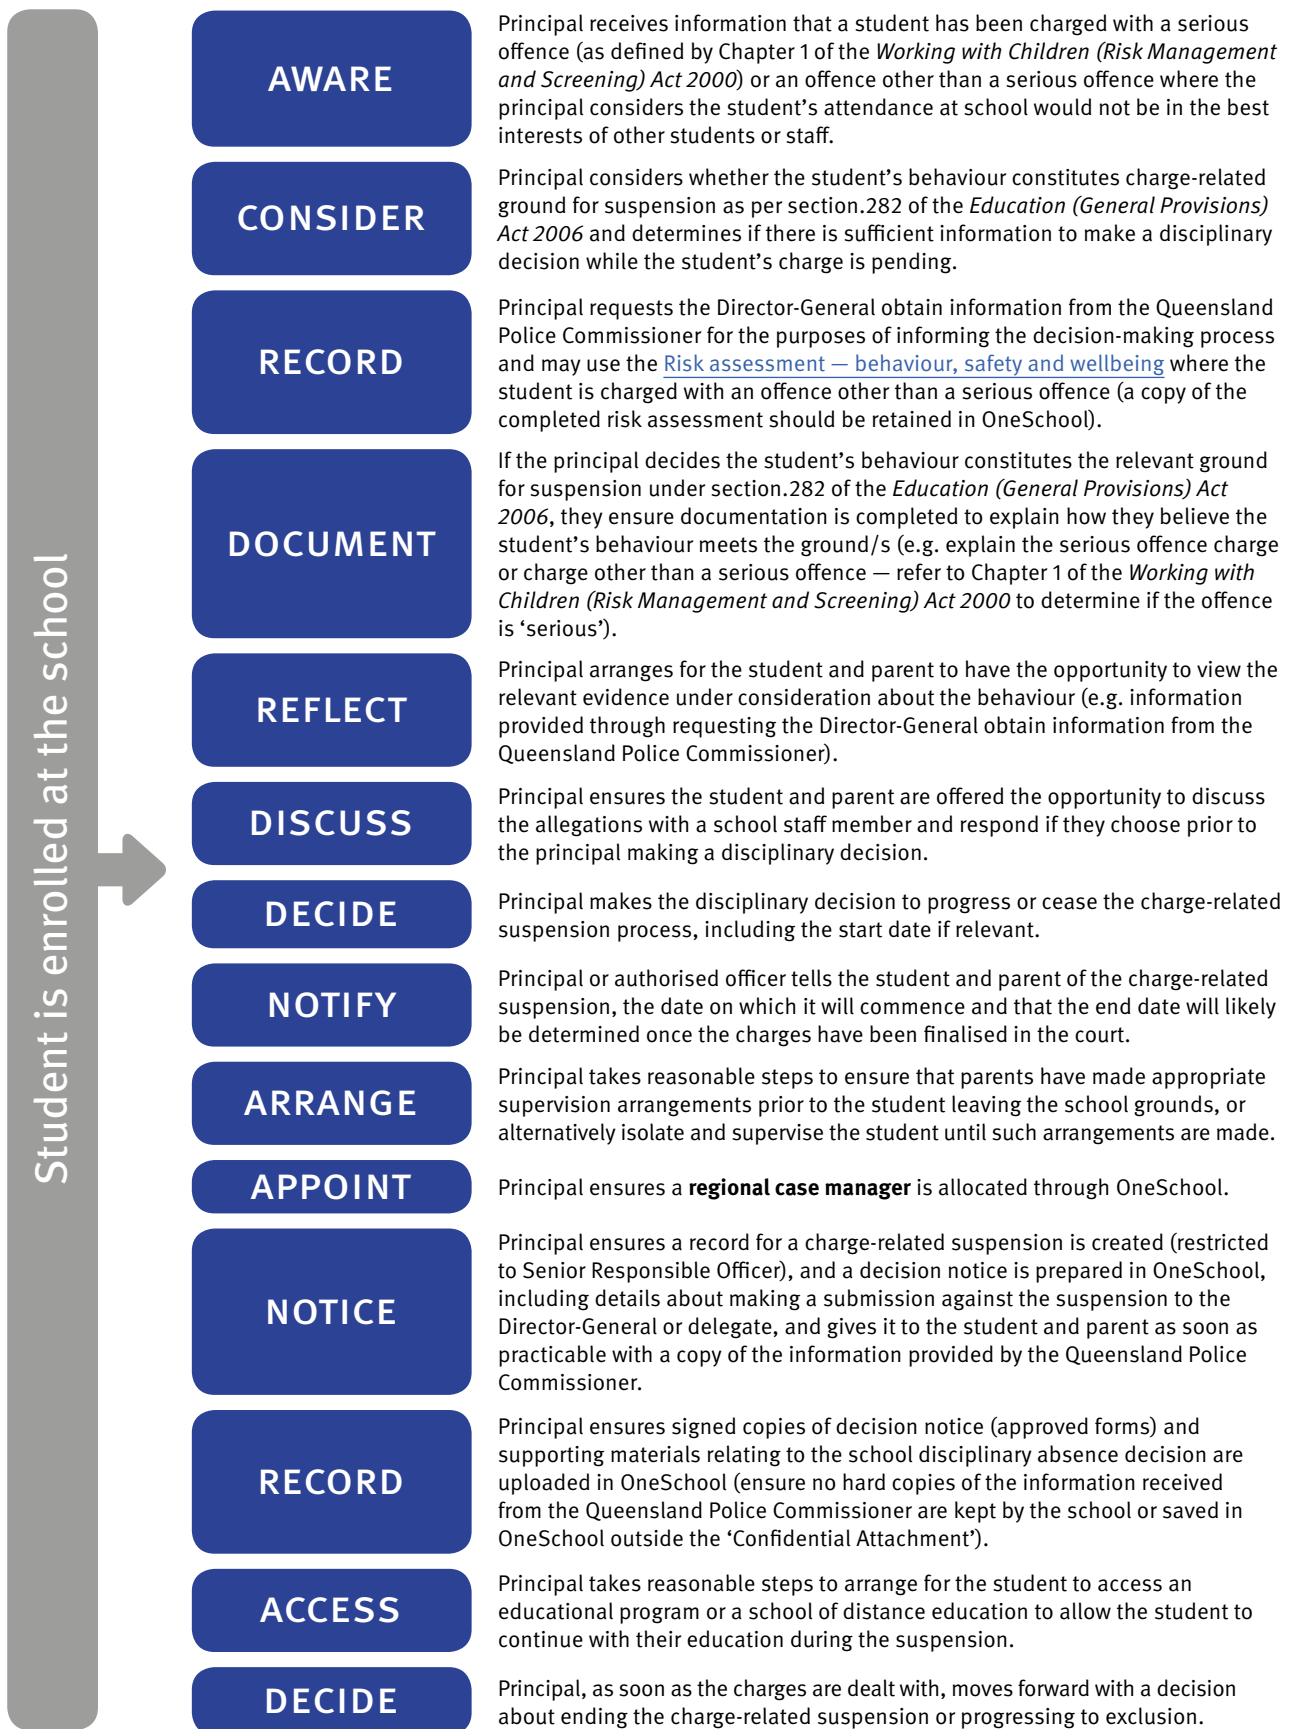 Student is enrolled at the school
AWARE
Principal receives information that a student has been charged with a serious
offence (as defined by Chapter 1 of the Working with Children (Risk Management
and Screening) Act 2000) or an offence other than a serious offence where the
principal considers the student’s attendance at school would not be in the best
interests of other students or staff.
CONSIDER
Principal considers whether the student’s behaviour constitutes charge-related
ground for suspension as per section.282 of the Education (General Provisions)
Act 2006 and determines if there is sufficient information to make a disciplinary
decision while the student’s charge is pending.
RECORD
Principal requests the Director-General obtain information from the Queensland
Police Commissioner for the purposes of informing the decision-making process
and may use the Risk assessment — behaviour, safety and wellbeing where the
student is charged with an offence other than a serious offence (a copy of the
completed risk assessment should be retained in OneSchool).
DOCUMENT
If the principal decides the student’s behaviour constitutes the relevant ground
for suspension under section.282 of the Education (General Provisions) Act
2006, they ensure documentation is completed to explain how they believe the
student’s behaviour meets the ground/s (e.g. explain the serious offence charge
or charge other than a serious offence — refer to Chapter 1 of the Working with
Children (Risk Management and Screening) Act 2000 to determine if the offence
is ‘serious’).
REFLECT
Principal arranges for the student and parent to have the opportunity to view the
relevant evidence under consideration about the behaviour (e.g. information
provided through requesting the Director-General obtain information from the
Queensland Police Commissioner).
DISCUSS
Principal ensures the student and parent are offered the opportunity to discuss
the allegations with a school staff member and respond if they choose prior to
the principal making a disciplinary decision.
DECIDE
Principal makes the disciplinary decision to progress or cease the charge-related
suspension process, including the start date if relevant.
NOTIFY
Principal or authorised officer tells the student and parent of the charge-related
suspension, the date on which it will commence and that the end date will likely
be determined once the charges have been finalised in the court.
ARRANGE
Principal takes reasonable steps to ensure that parents have made appropriate
supervision arrangements prior to the student leaving the school grounds, or
alternatively isolate and supervise the student until such arrangements are made.
APPOINT
Principal ensures a regional case manager is allocated through OneSchool.
NOTICE
Principal ensures a record for a charge-related suspension is created (restricted
to Senior Responsible Officer), and a decision notice is prepared in OneSchool,
including details about making a submission against the suspension to the
Director-General or delegate, and gives it to the student and parent as soon as
practicable with a copy of the information provided by the Queensland Police
Commissioner.
RECORD
Principal ensures signed copies of decision notice (approved forms) and
supporting materials relating to the school disciplinary absence decision are
uploaded in OneSchool (ensure no hard copies of the information received
from the Queensland Police Commissioner are kept by the school or saved in
OneSchool outside the ‘Confidential Attachment’).
ACCESS
Principal takes reasonable steps to arrange for the student to access an
educational program or a school of distance education to allow the student to
continue with their education during the suspension.
DECIDE
Principal, as soon as the charges are dealt with, moves forward with a decision
about ending the charge-related suspension or progressing to exclusion.